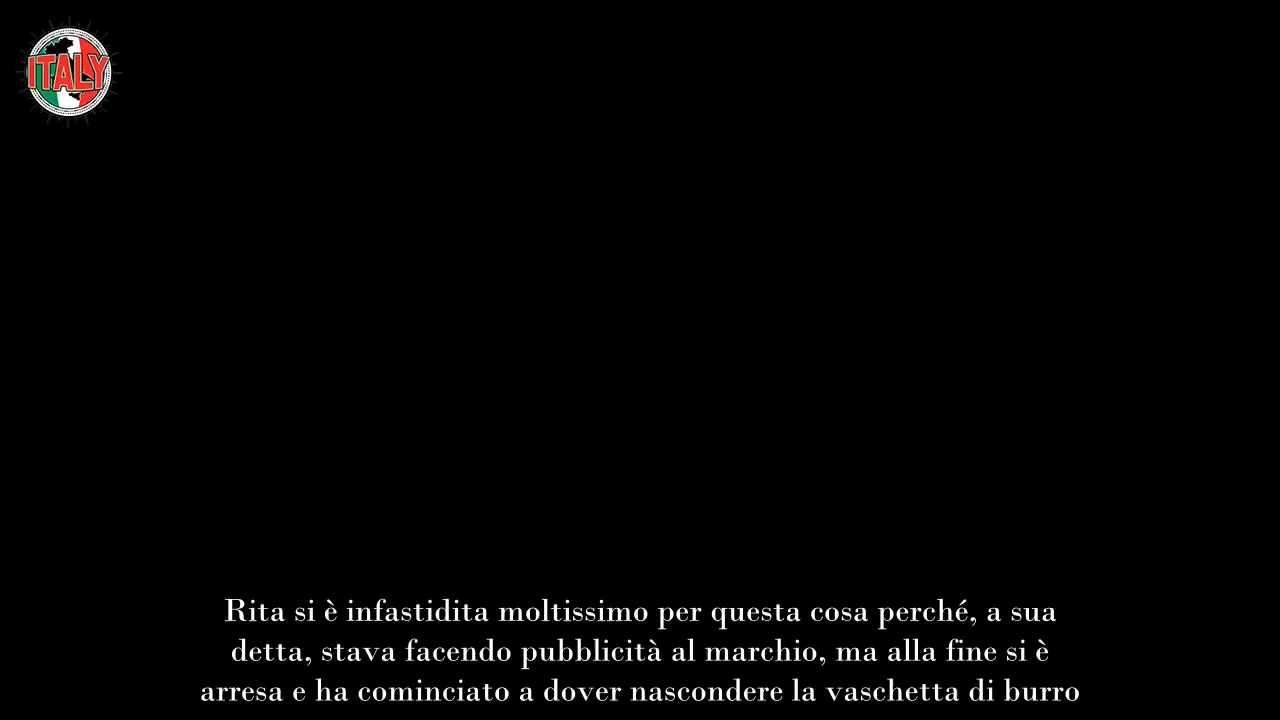 ITALY
Rita si è infastidita moltissimo per questa cosa perché, a sua
detta, stava facendo pubblicità al marchio, ma alla fine si è
arresa e ha cominciato a dover nascondere la vaschetta di burro